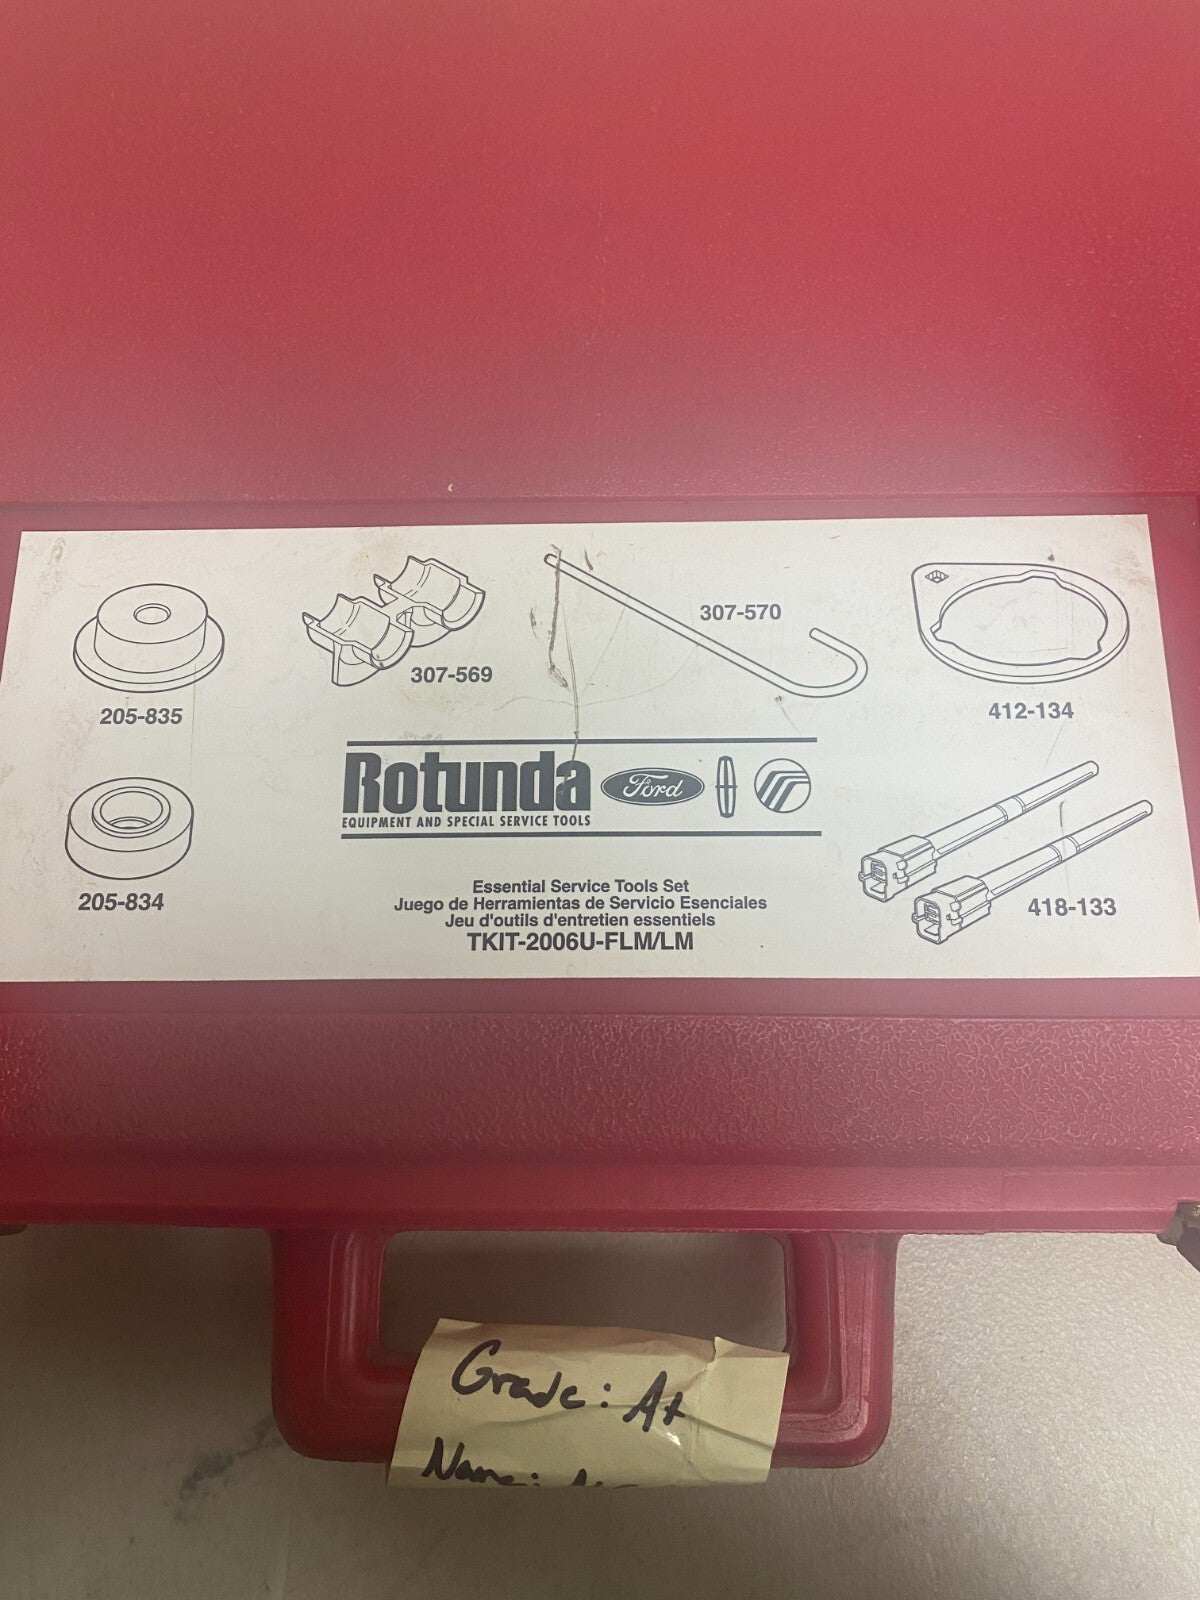 307-570
307-569
205-835
412-134
Rotunda
Ford
EQUIPMENT AND SPECIAL SERVICE TOOLS
205-834
418-133
Essential Service Tools Set
Juego de Herramientas de Servicio Esenciales
Jeu d'outils d'entretien essentiels
TKIT-2006U-FLM/LM
Grade: A+
Name: